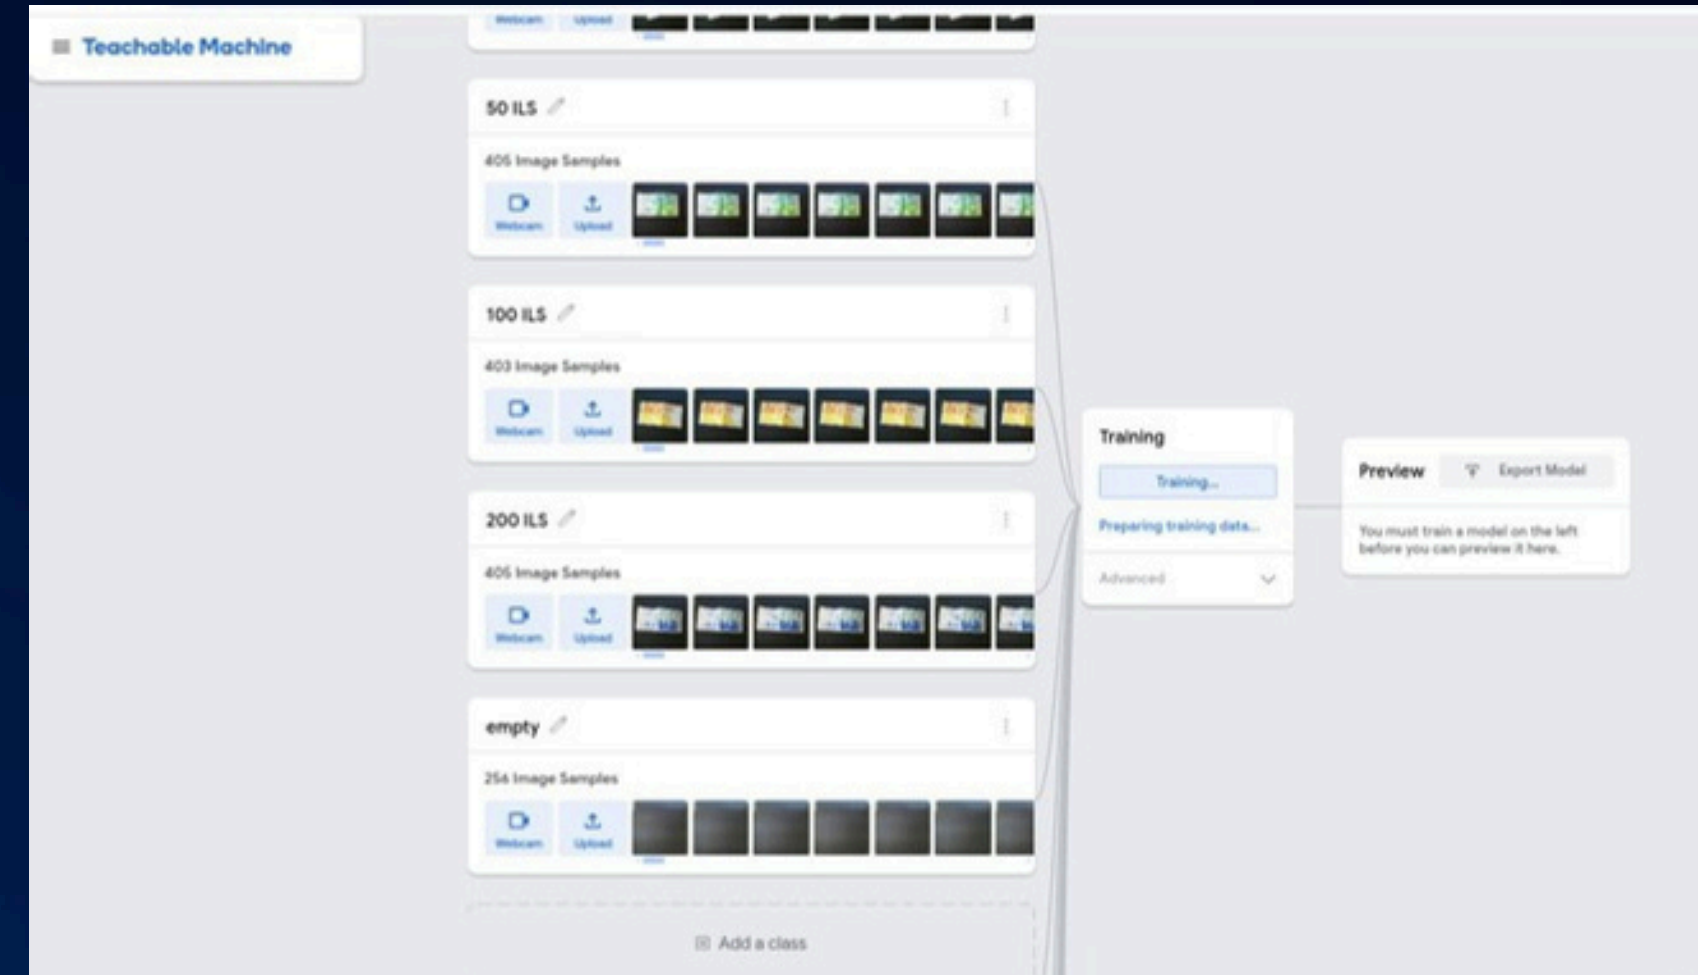 Teachable Machine
Webcam
Upload
50 ILS
405 Image Samples
Webcam
Upload
100 ILS
403 Image Samples
Webcam
Upload
200 ILS
405 Image Samples
Webcam
Upload
empty
256 Image Samples
Webcam
Upload
Add a class
Training
Training...
Preparing training data...
Advanced
Preview
Export Model
You must train a model on the left
before you can preview it here.